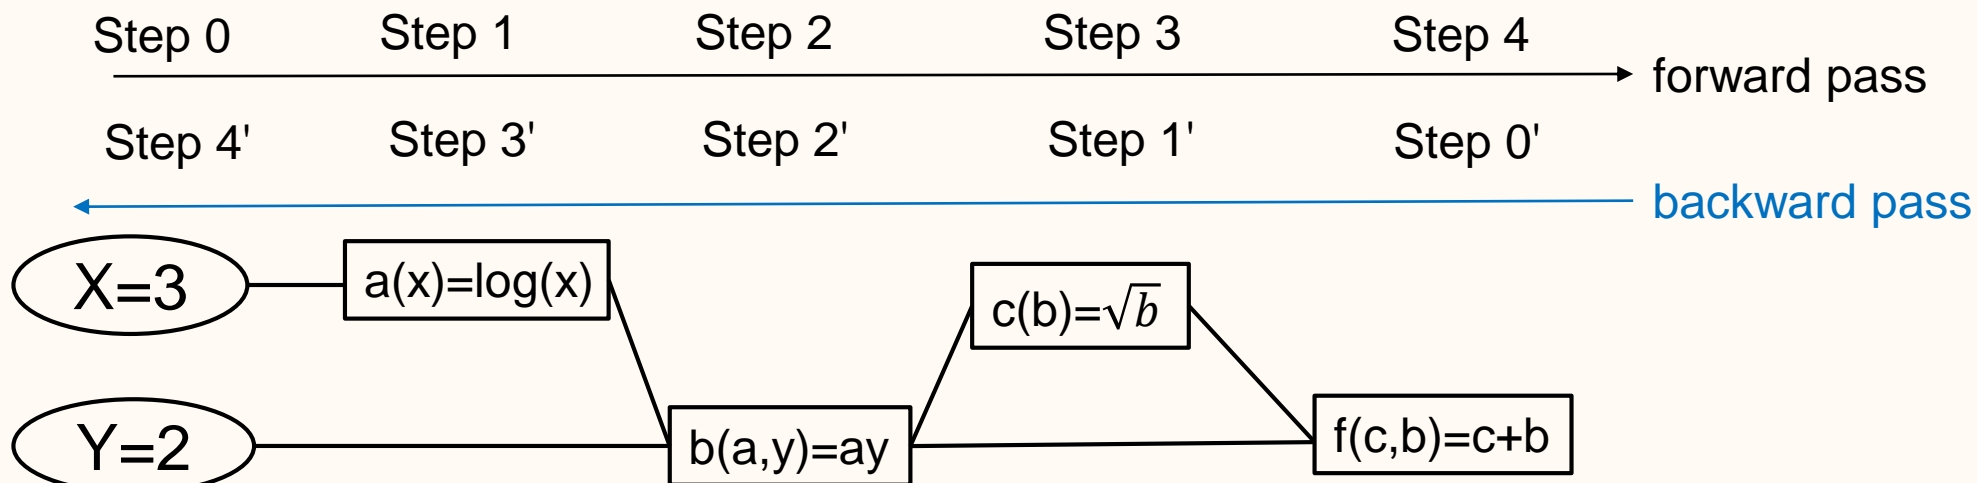 Step 0 Step 1 Step 2 Step 3 Step 4
forward pass
Step 4' Step 3' Step 2' Step 1' Step 0'
backward pass
X=3 a(x)=log(x)
c(b)=√b
Y=2 b(a,y)=ay f(c,b)=c+b